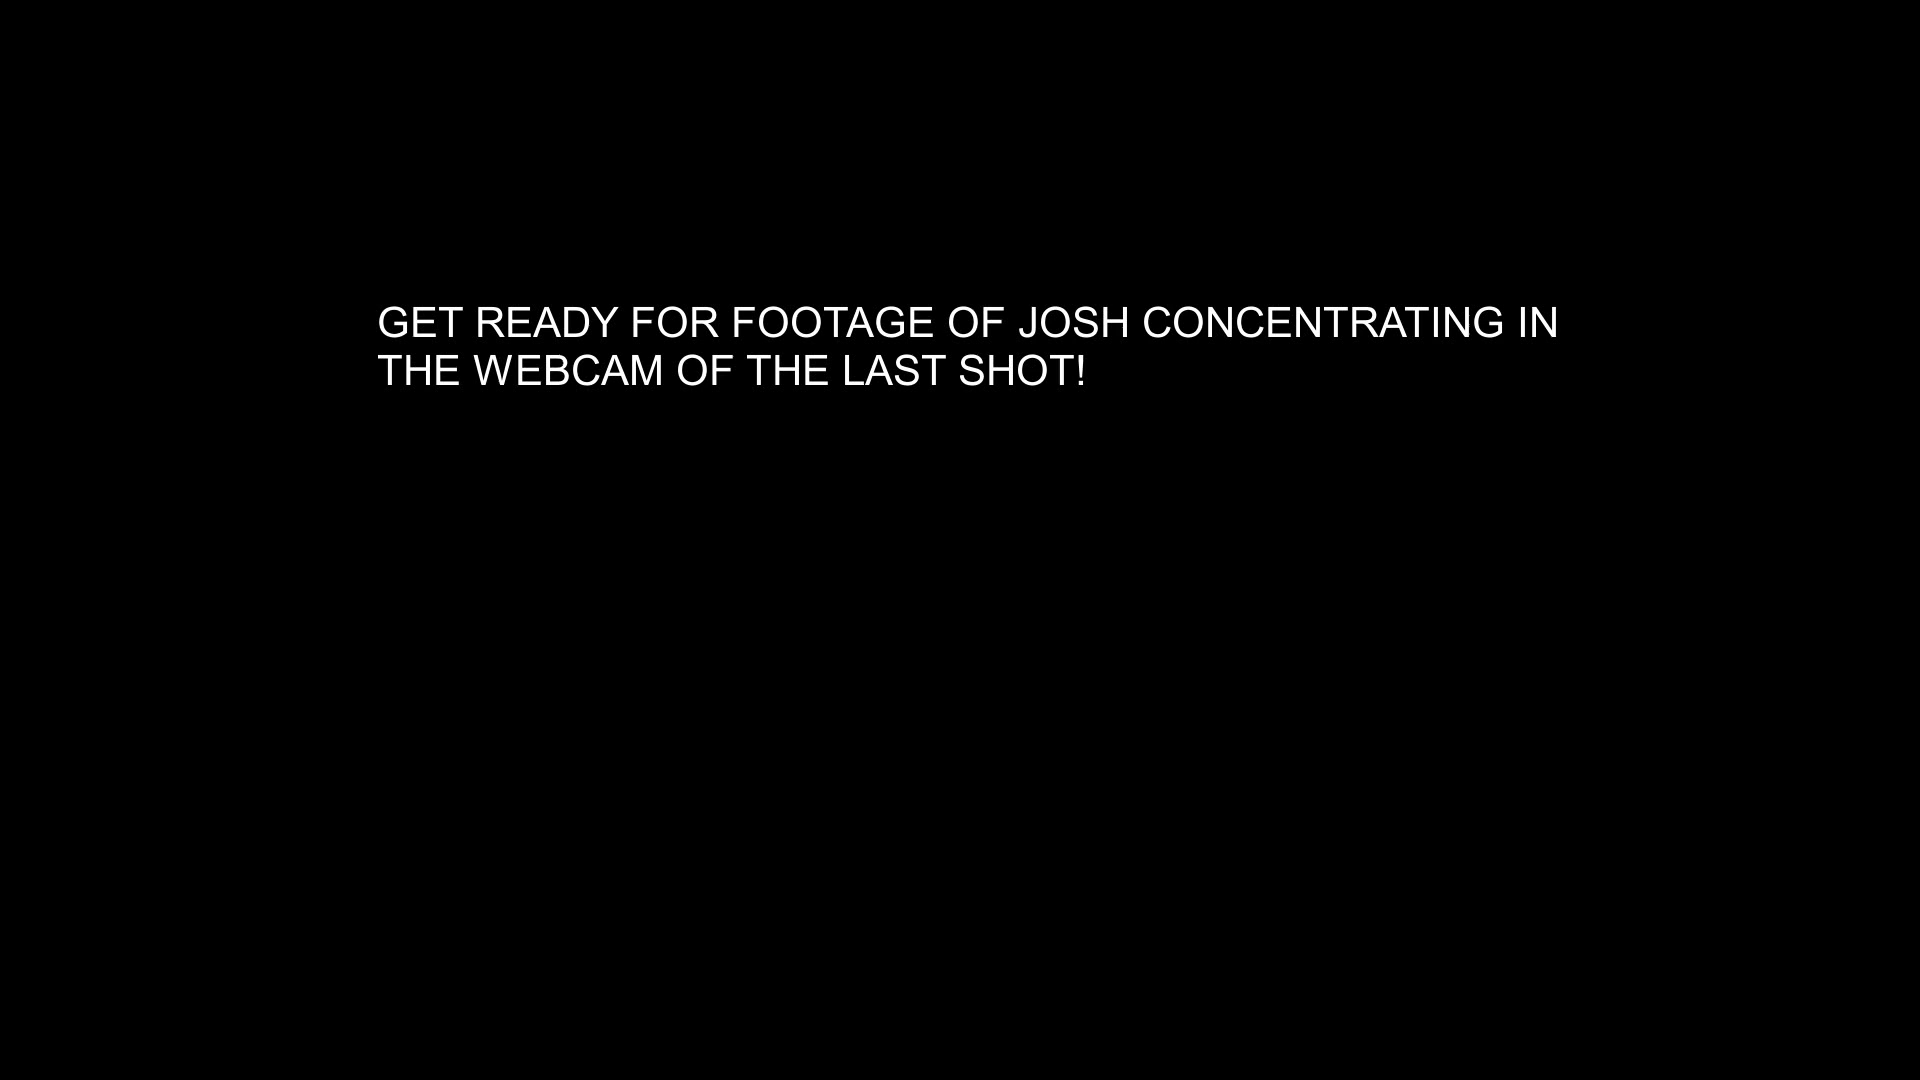 GET READY FOR FOOTAGE OF JOSH CONCENTRATING IN
THE WEBCAM OF THE LAST SHOT!